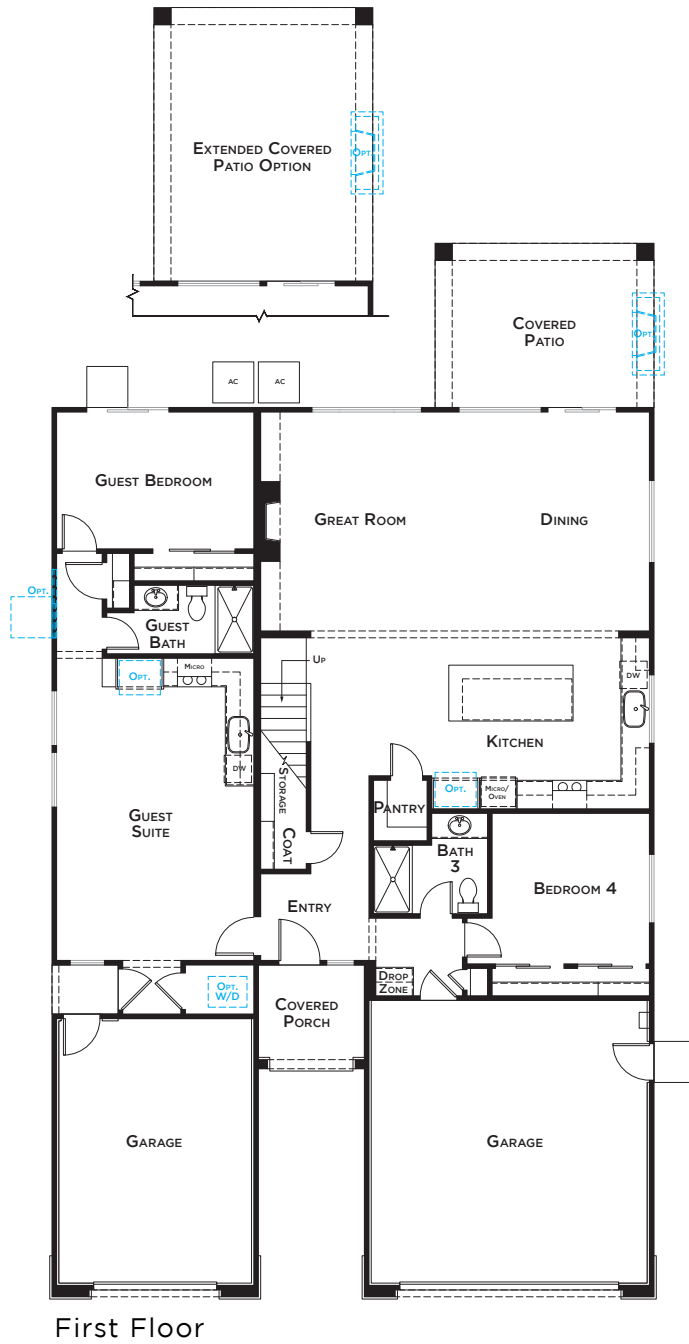 Extended Covered
Patio Option
Opt.
Covered
Patio
Opt.
AC
AC
Guest Bedroom
Great Room
Dining
Opt.
Guest
Bath
Up
Micro
Opt.
DW
Kitchen
DW
Storage
Coat
Guest
Suite
Pantry
Opt.
Micro/
Oven
Bath
3
Bedroom 4
Entry
Drop
Zone
Opt.
W/D
Covered
Porch
Garage
Garage
First Floor